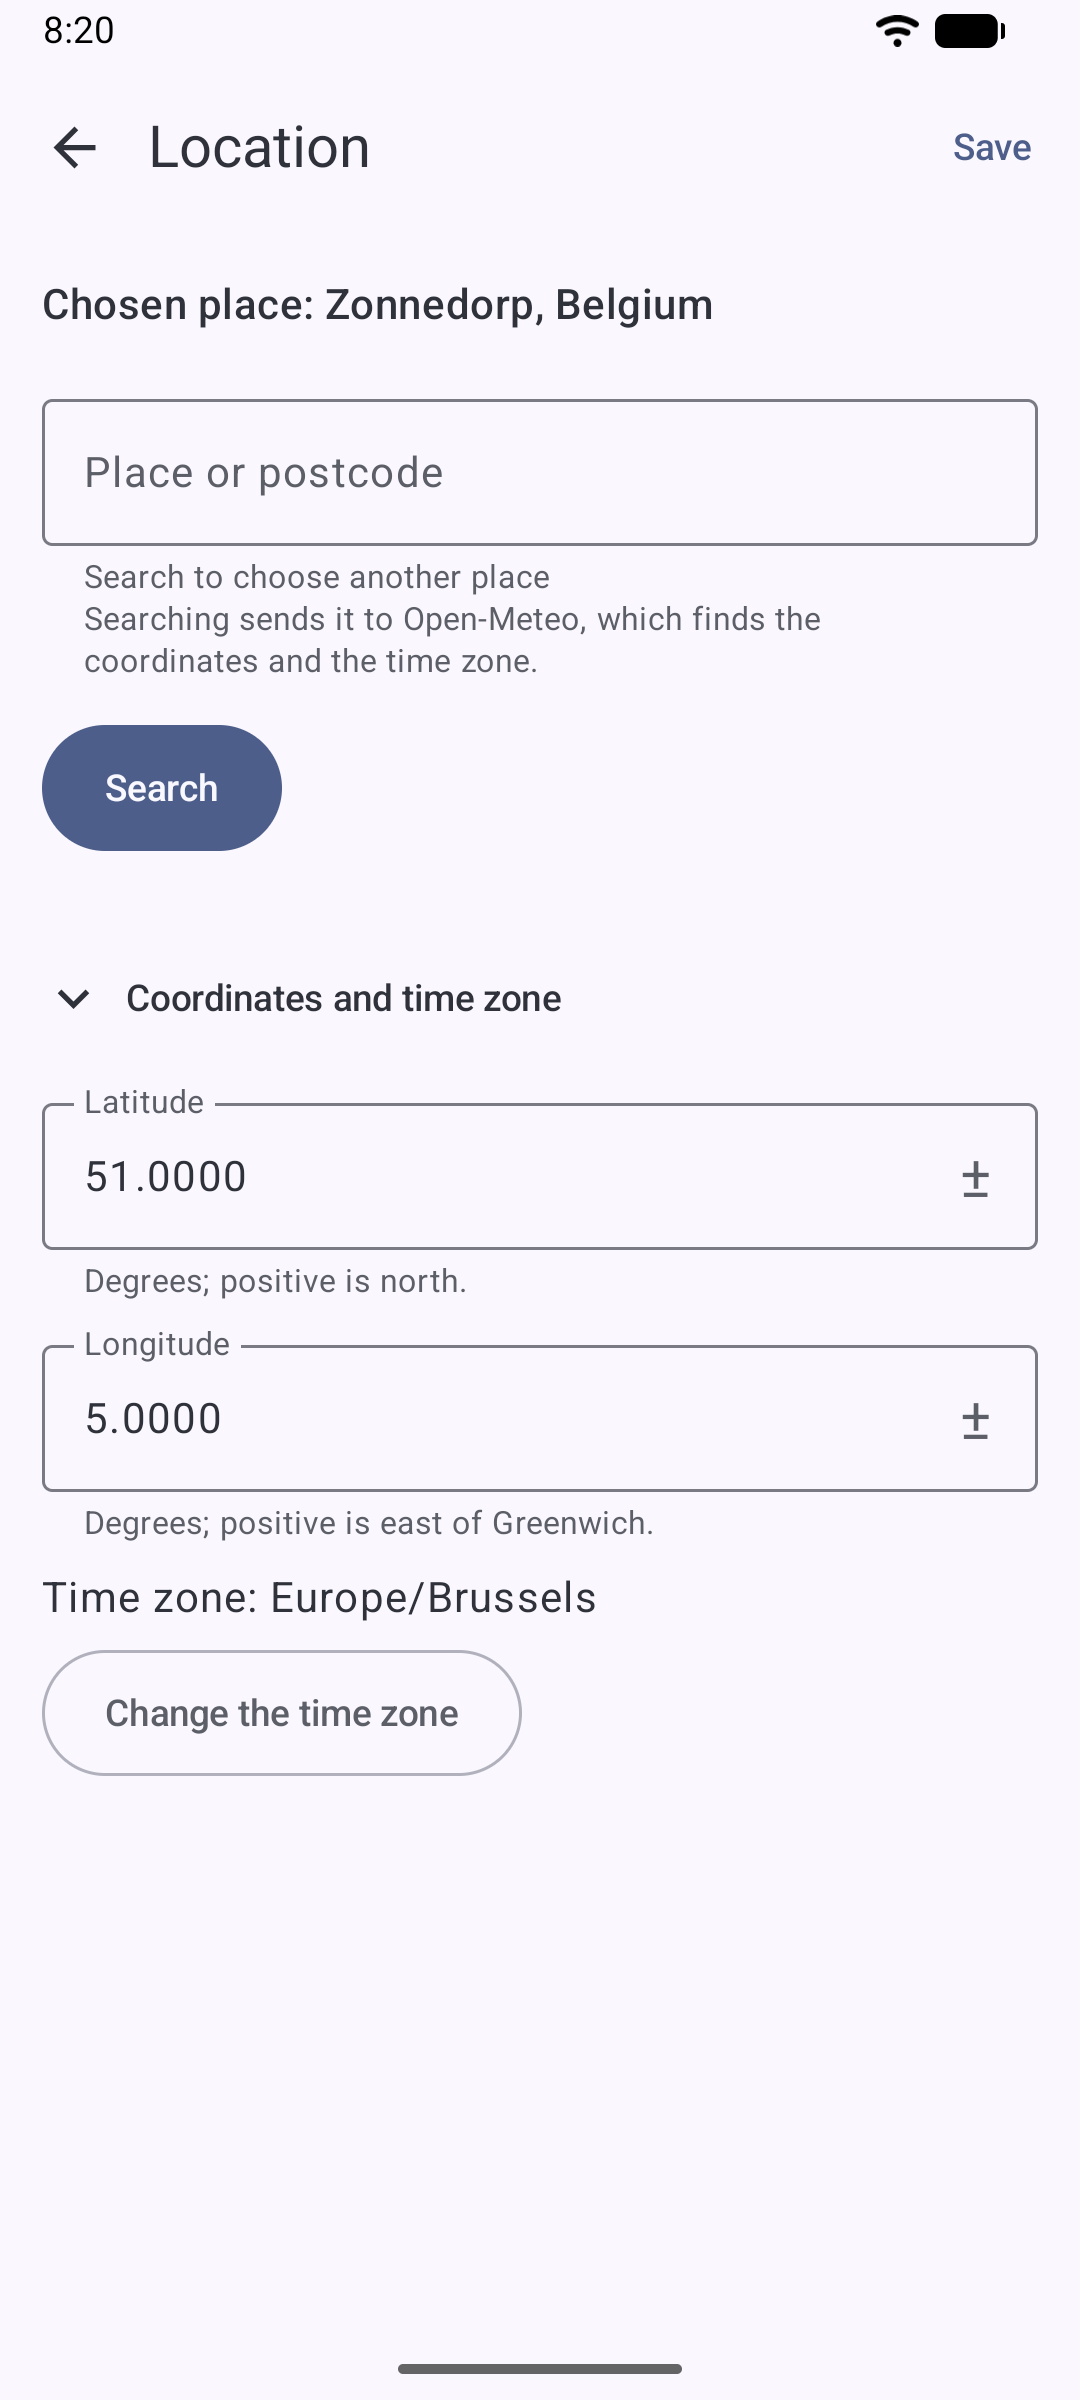 8:20
Location
Save
Chosen place: Zonnedorp, Belgium
Place or postcode
Search to choose another place
Searching sends it to Open-Meteo, which finds the
coordinates and the time zone.
Search
Coordinates and time zone
Latitude
51.0000
±
Degrees; positive is north.
Longitude
5.0000
±
Degrees; positive is east of Greenwich.
Time zone: Europe/Brussels
Change the time zone